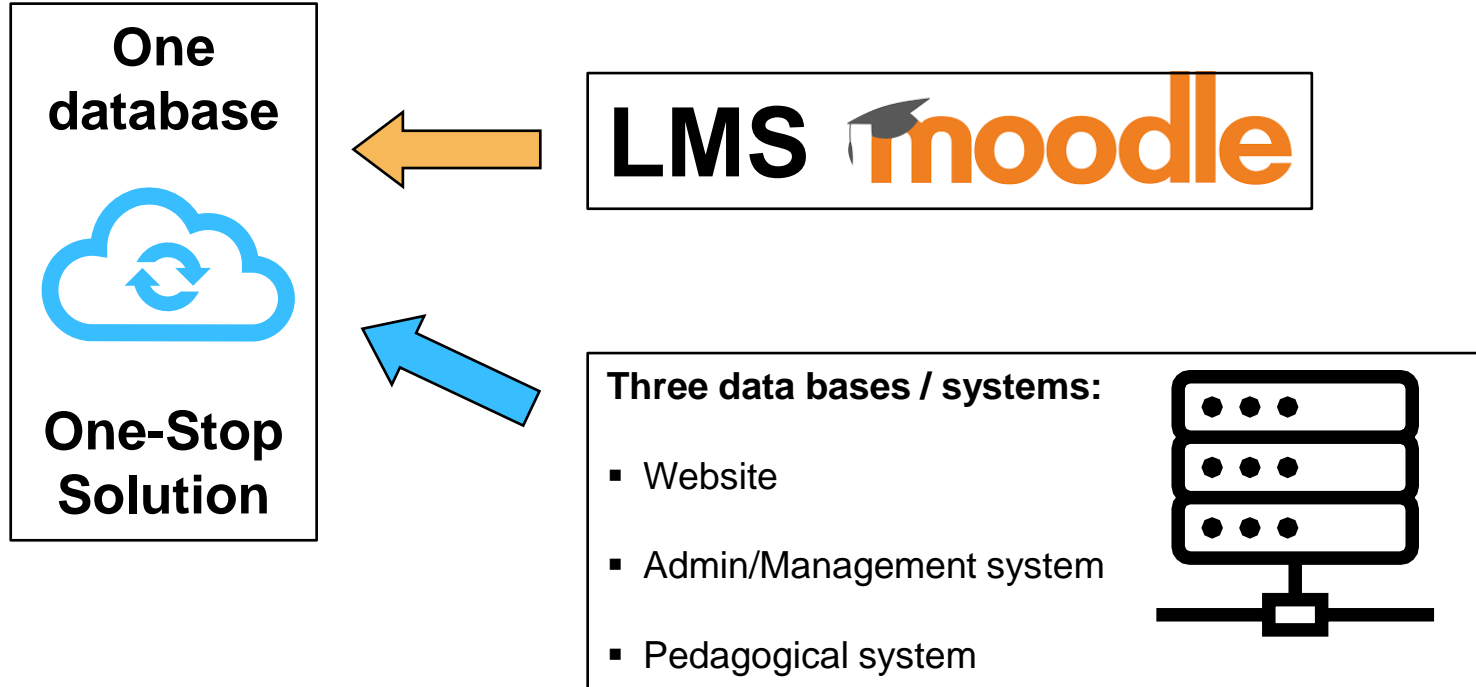 One
database
One-Stop
Solution
LMS moodle
Three data bases / systems:
▪ Website
▪ Admin/Management system
▪ Pedagogical system